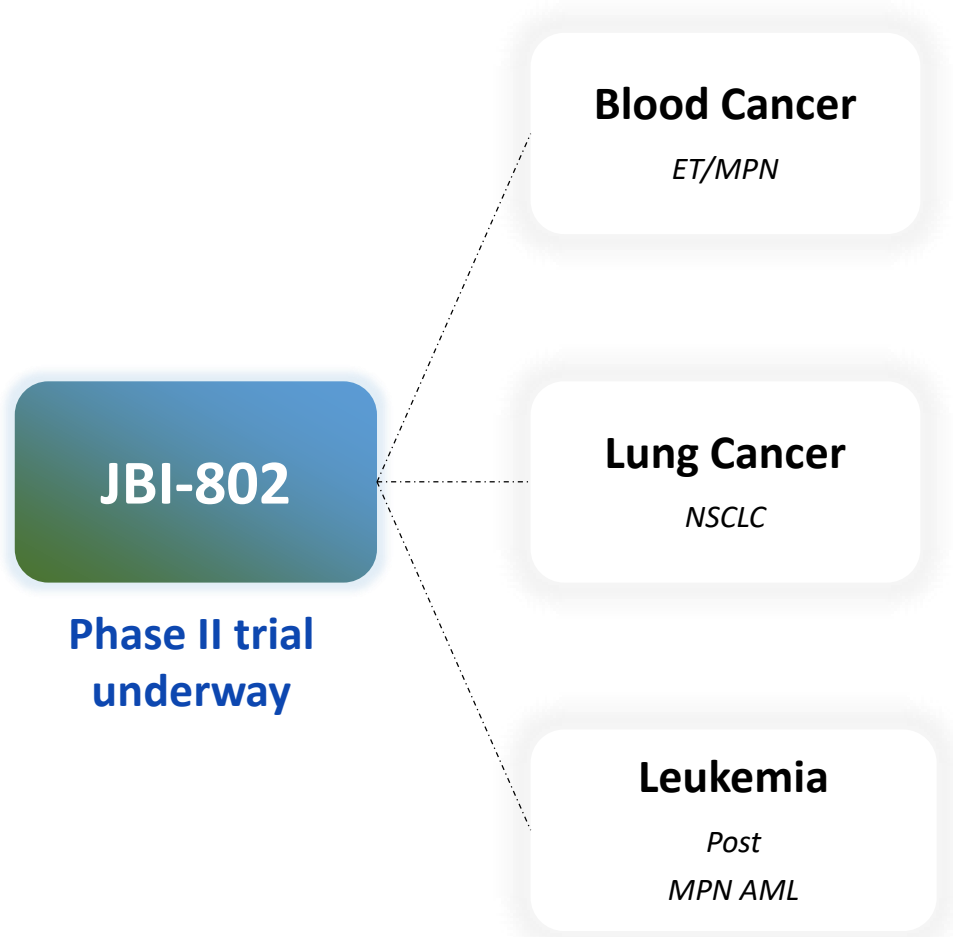 Blood Cancer
ET/MPN
JBI-802
Phase II trial
underway
Lung Cancer
NSCLC
Leukemia
Post
MPN AML